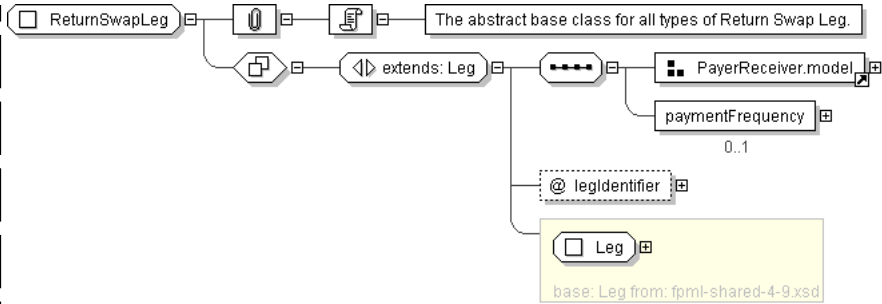 ReturnSwapLeg
The abstract base class for all types of Return Swap Leg.
extends: Leg
PayerReceiver.model
paymentFrequency
0..1
@ legIdentifier
Leg
base: Leg from: fpml-shared-4-9.xsd